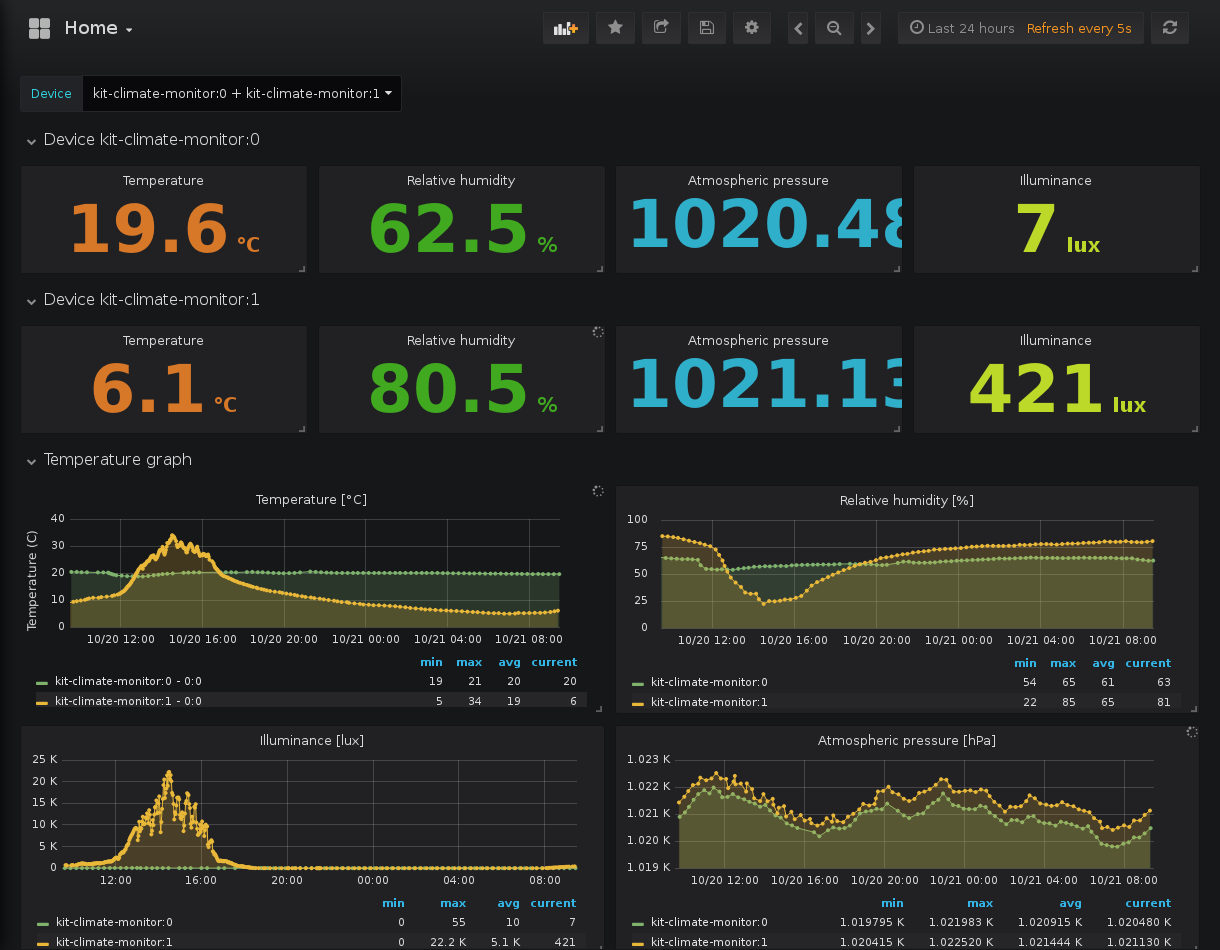 Home
Last 24 hours Refresh every 5s
Device kit-climate-monitor:0 + kit-climate-monitor:1
Device kit-climate-monitor:0
Temperature Relative humidity Atmospheric pressure Illuminance
19.6 °C 62.5 % 1020.48 7 lux
Device kit-climate-monitor:1
Temperature Relative humidity Atmospheric pressure Illuminance
6.1 °C 80.5 % 1021.13 421 lux
Temperature graph
Temperature [°C]
Temperature (C)
40
30
20
10
0
10/20 12:00 10/20 16:00 10/20 20:00 10/21 00:00 10/21 04:00 10/21 08:00
min max avg current
kit-climate-monitor:0 - 0:0 19 21 20 20
kit-climate-monitor:1 - 0:0 5 34 19 6
Relative humidity [%]
100
75
50
25
0
10/20 12:00 10/20 16:00 10/20 20:00 10/21 00:00 10/21 04:00 10/21 08:00
min max avg current
kit-climate-monitor:0 54 65 61 63
kit-climate-monitor:1 22 85 65 81
Illuminance [lux]
25 K
20 K
15 K
10 K
5 K
0
12:00 16:00 20:00 00:00 04:00 08:00
min max avg current
kit-climate-monitor:0 0 55 10 7
kit-climate-monitor:1 0 22.2 K 5.1 K 421
Atmospheric pressure [hPa]
1.023 K
1.022 K
1.021 K
1.020 K
1.019 K
10/20 12:00 10/20 16:00 10/20 20:00 10/21 00:00 10/21 04:00 10/21 08:00
min max avg current
kit-climate-monitor:0 1.019795 K 1.021983 K 1.020915 K 1.020480 K
kit-climate-monitor:1 1.020415 K 1.022520 K 1.021444 K 1.021130 K